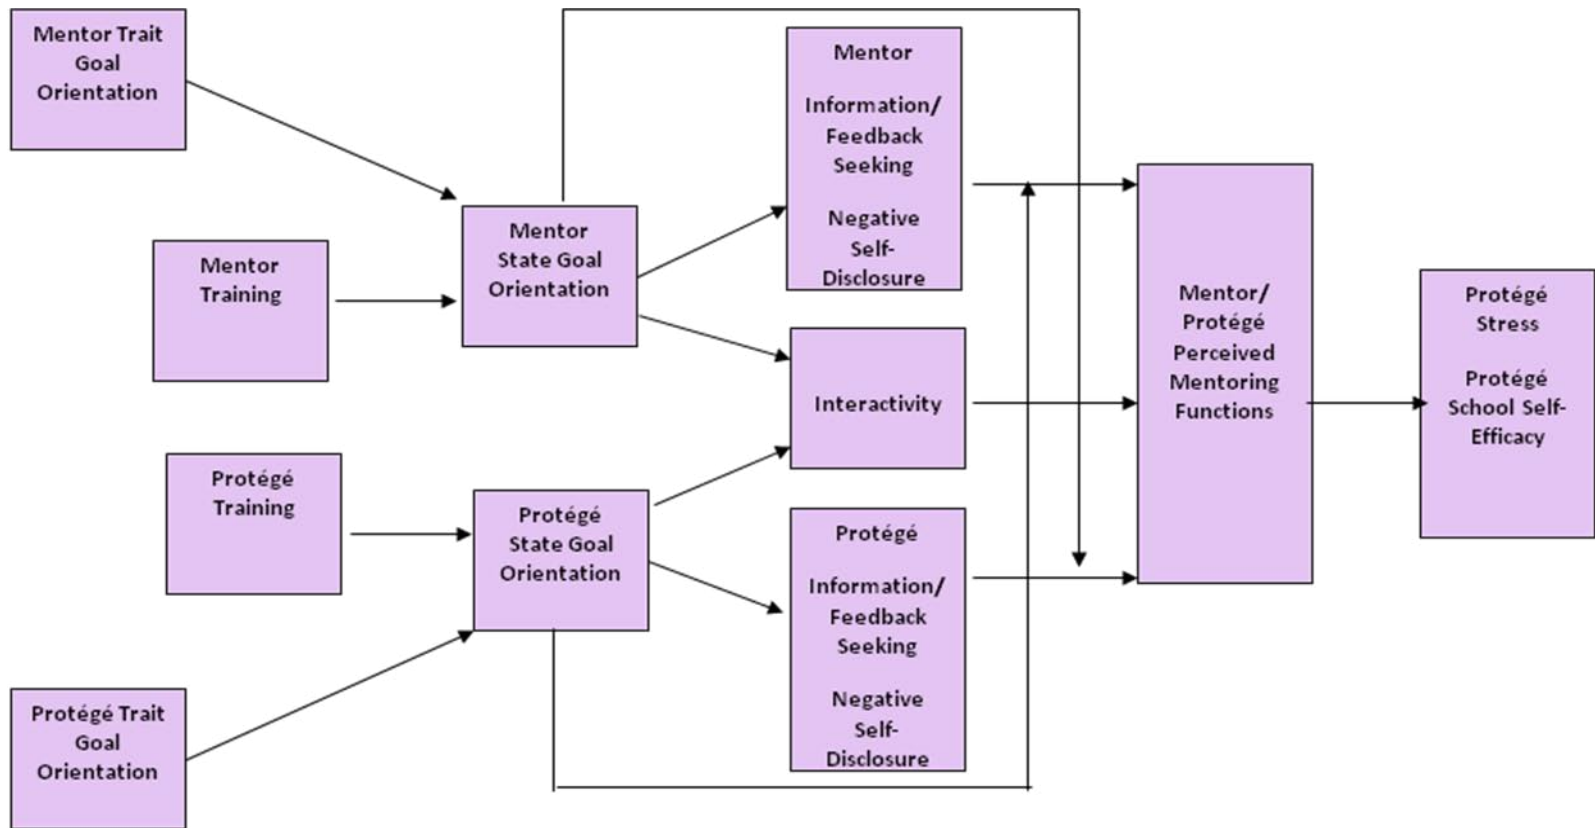 Mentor Trait
Goal
Orientation
Mentor
Training
Mentor
State Goal
Orientation
Mentor
Information/
Feedback
Seeking
Negative
Self-
Disclosure
Interactivity
Protégé
Training
Protégé
State Goal
Orientation
Protégé
Information/
Feedback
Seeking
Negative
Self-
Disclosure
Protégé Trait
Goal
Orientation
Mentor/
Protégé
Perceived
Mentoring
Functions
Protégé
Stress
Protégé
School Self-
Efficacy